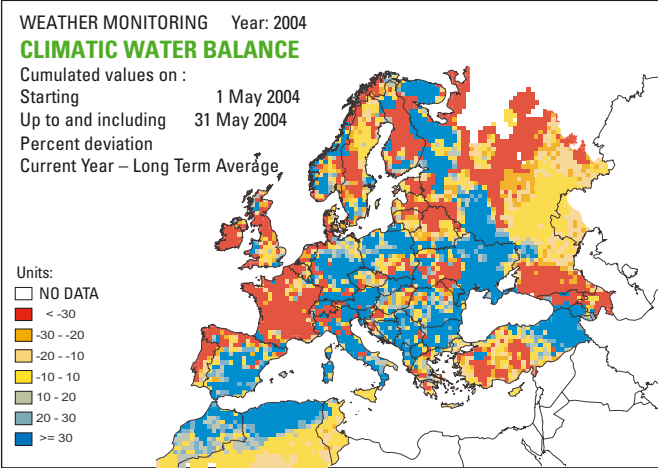 WEATHER MONITORING Year: 2004
CLIMATIC WATER BALANCE
Cumulated values on :
Starting 1 May 2004
Up to and including 31 May 2004
Percent deviation
Current Year – Long Term Average
Units:
NO DATA
< -30
-30 - -20
-20 - -10
-10 - 10
10 - 20
20 - 30
>= 30